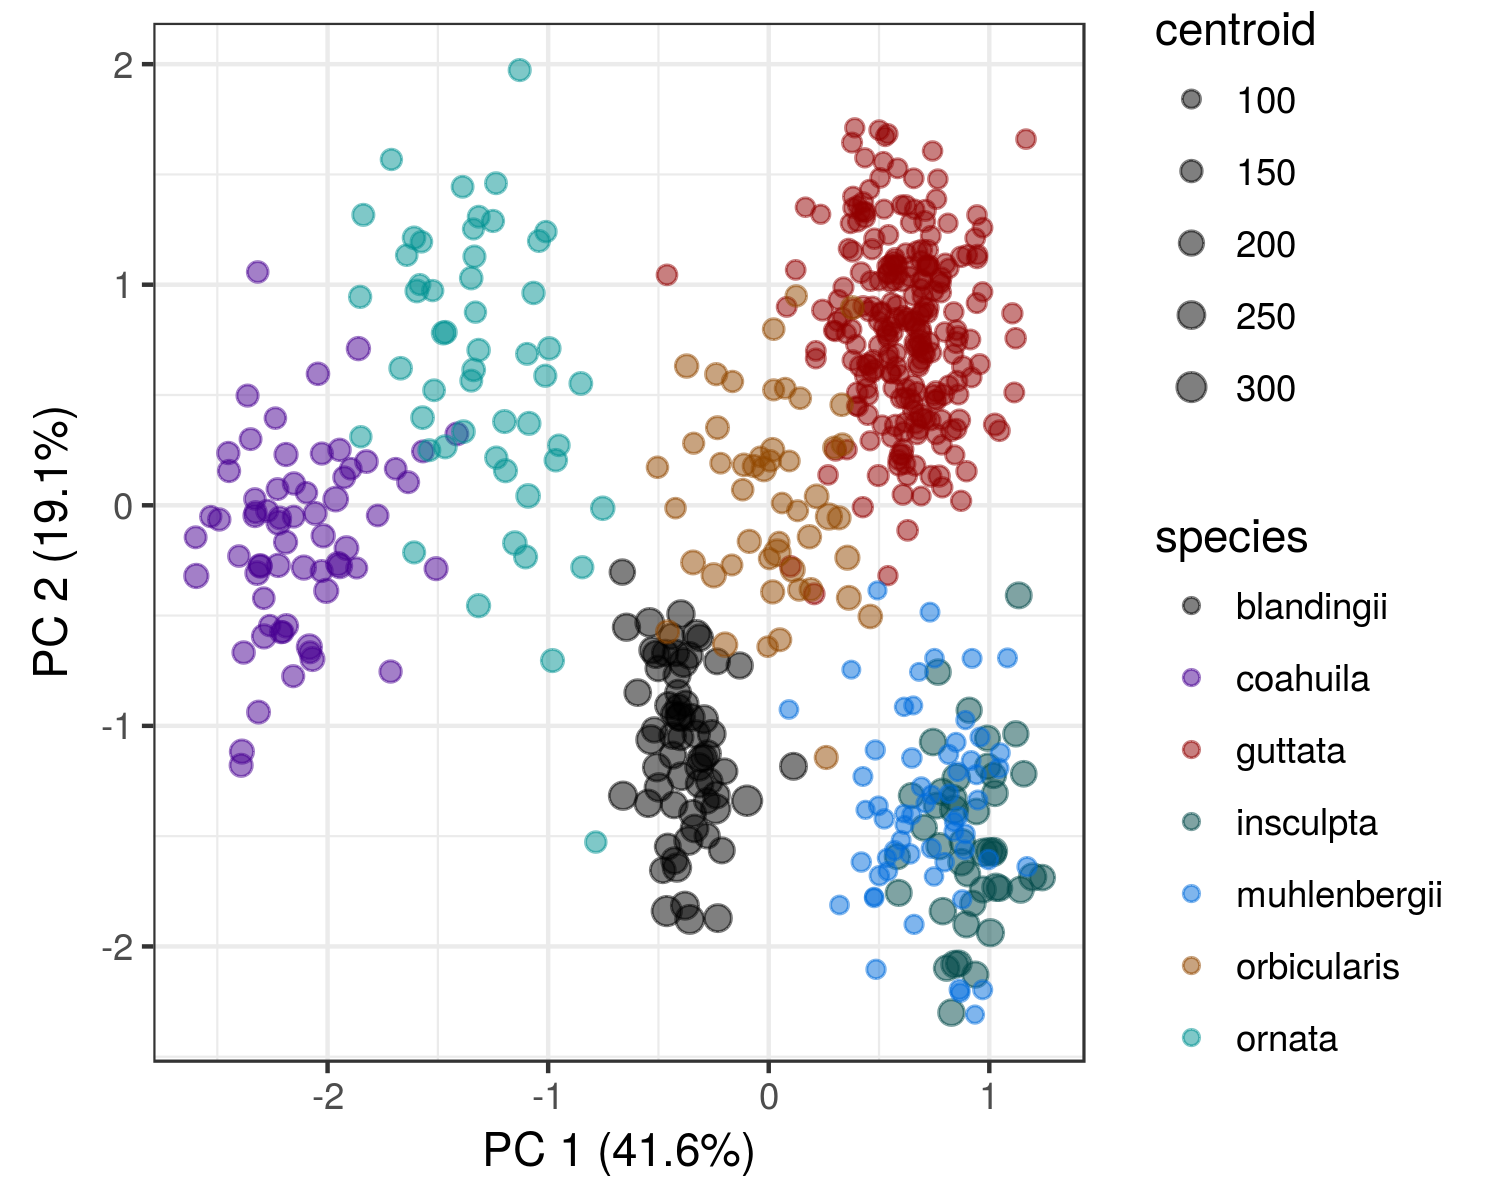 centroid
100
150
200
250
300
species
blandingii
coahuila
guttata
insculpta
muhlenbergii
orbicularis
ornata
PC 2 (19.1%)
2
1
0
-1
-2
-2
-1
0
1
PC 1 (41.6%)